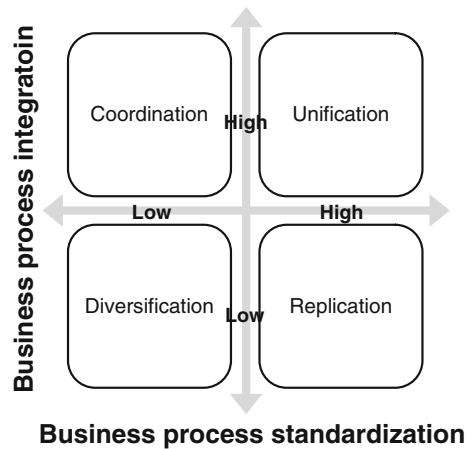 Business process integratoin
Coordination
High
Unification
Low
High
Diversification
Low
Replication
Business process standardization